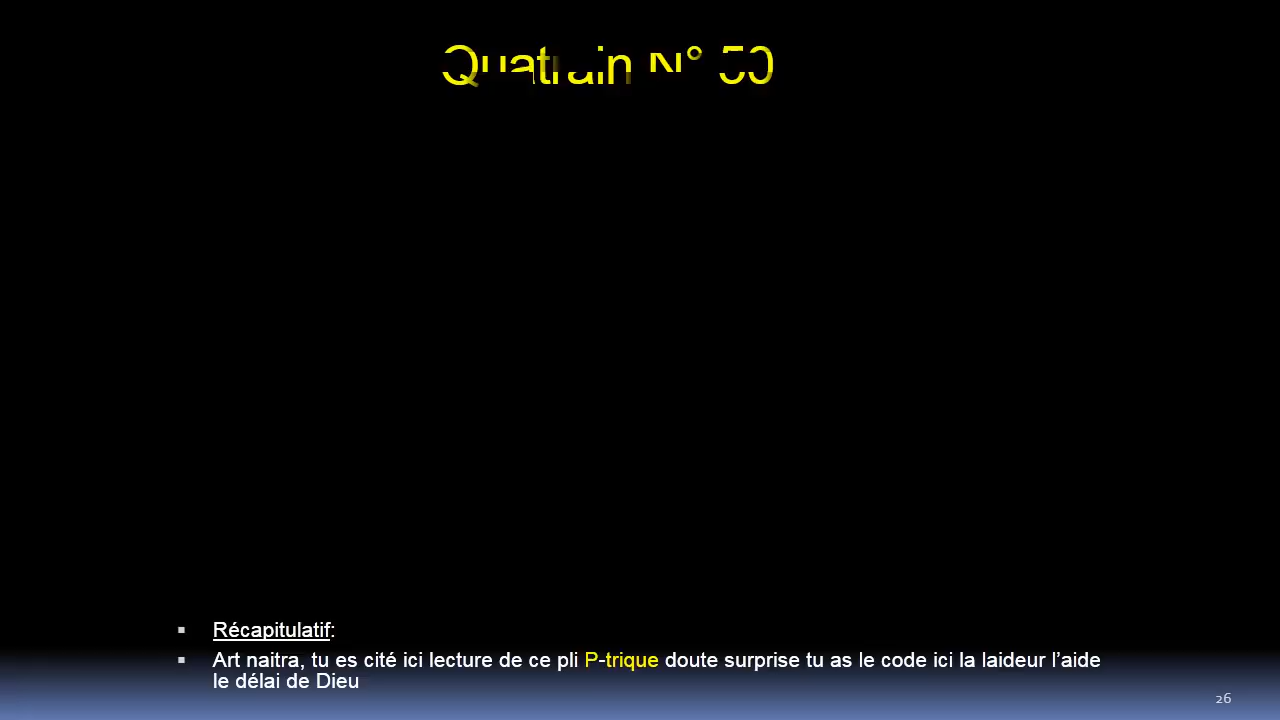 Quatrain N° 50
Récapitulatif:
Art naitra, tu es cité ici lecture de ce pli P-trique doute surprise tu as le code ici la laideur l’aide
le délai de Dieu
26